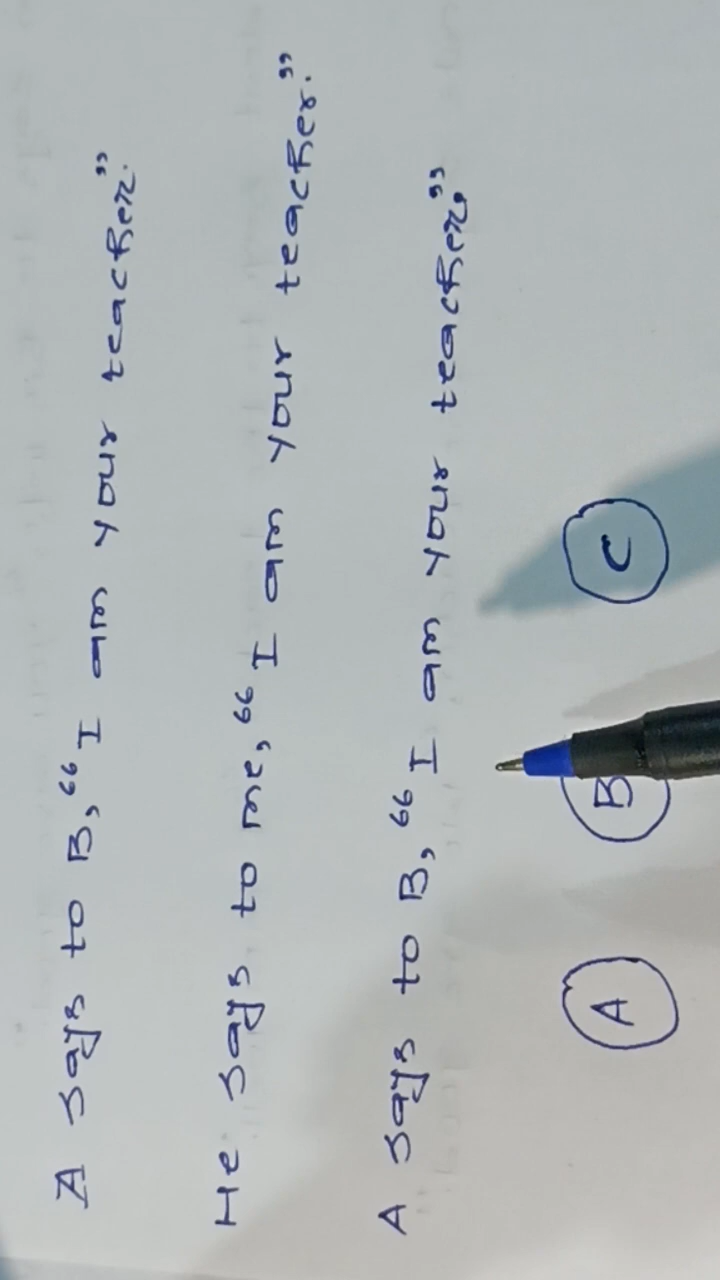 A says to B, “I am your teacher.”
He says to me, “I am your teacher.”
A says to B, “I am your teacher.”
A B C